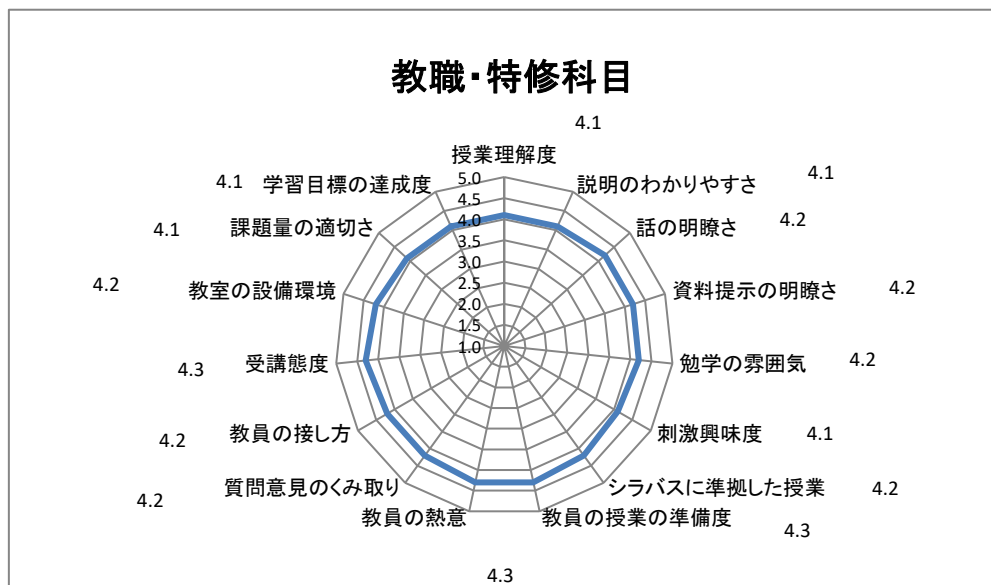 教職・特修科目
4.1
授業理解度
5.0
4.5
4.0
3.5
3.0
2.5
2.0
1.5
1.0
説明のわかりやすさ
4.1
話の明瞭さ
4.2
資料提示の明瞭さ
4.2
勉学の雰囲気
4.2
刺激興味度
4.1
シラバスに準拠した授業
4.2
教員の授業の準備度
4.3
教員の熱意
4.3
質問意見のくみ取り
4.2
教員の接し方
4.2
受講態度
4.3
教室の設備環境
4.2
課題量の適切さ
4.1
学習目標の達成度
4.1